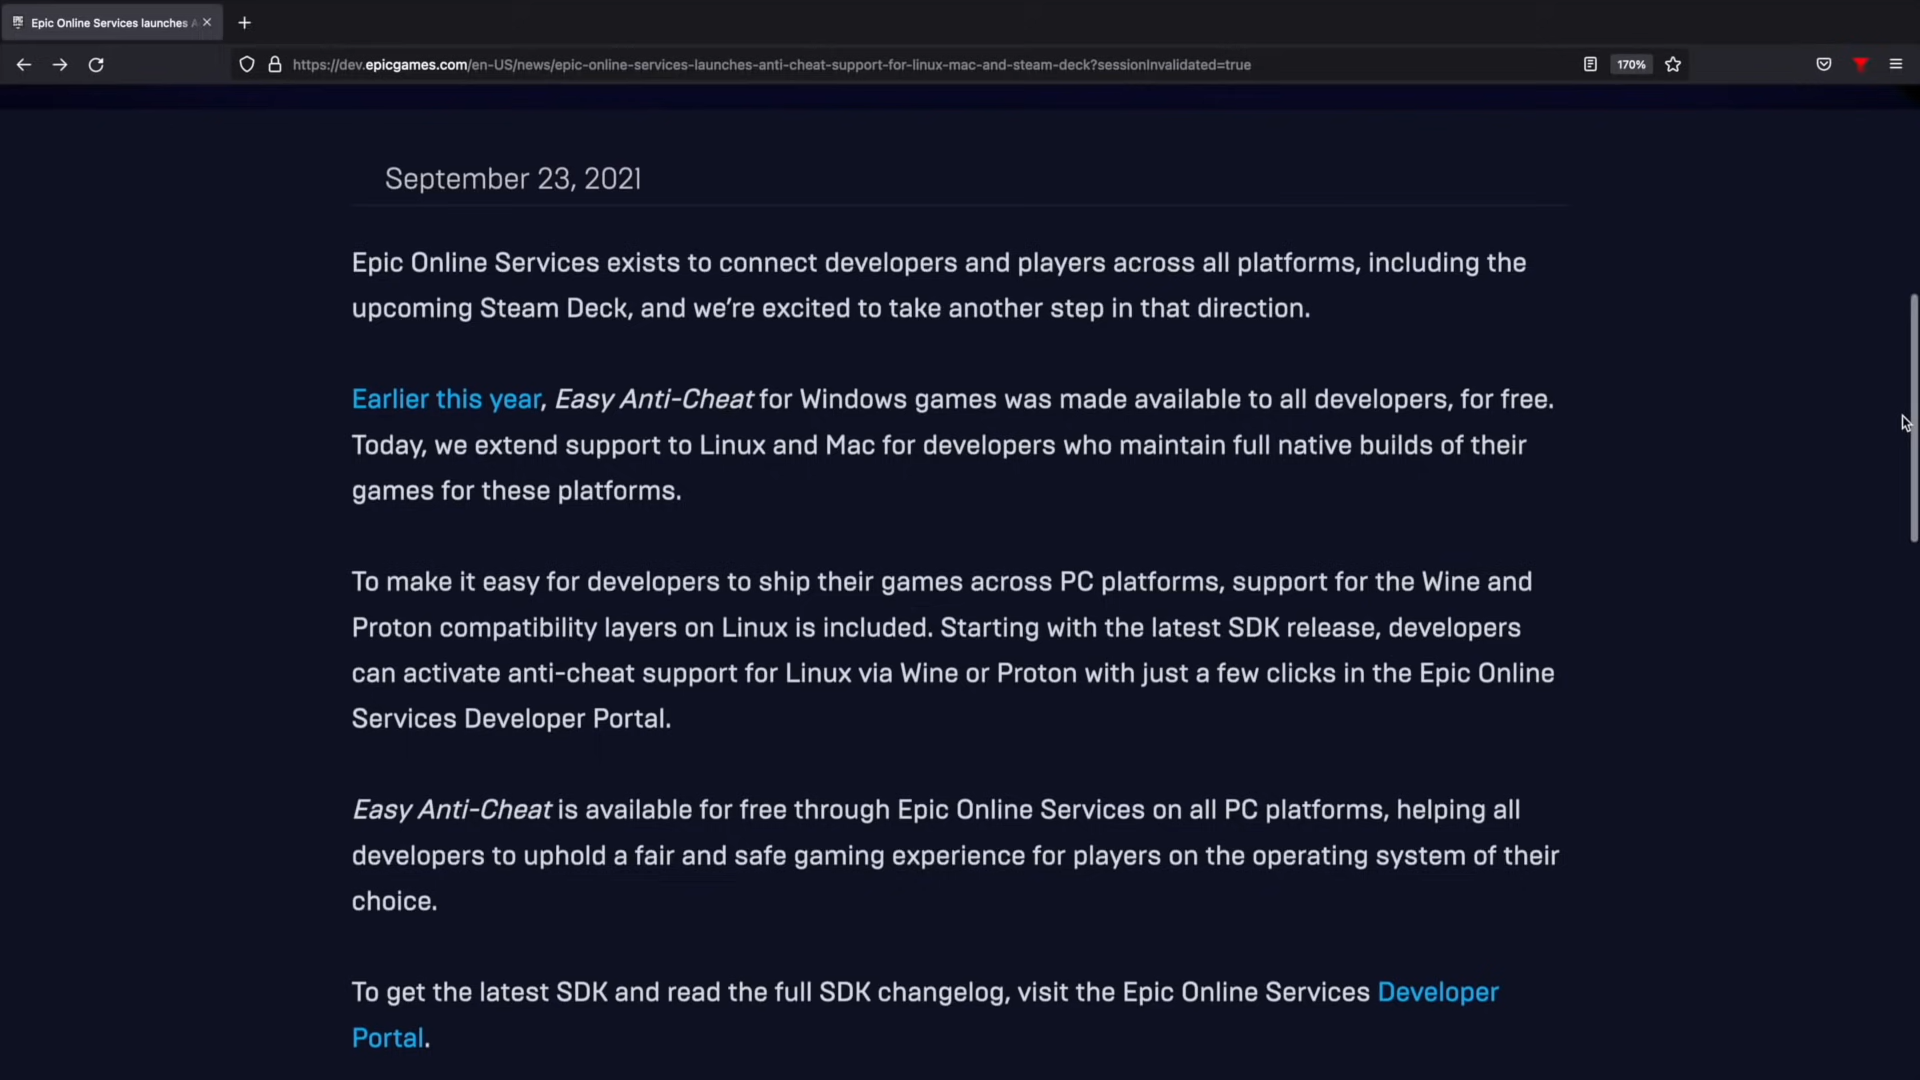 Epic Online Services launches
https://dev.epicgames.com/en-US/news/epic-online-services-launches-anti-cheat-support-for-linux-mac-and-steam-deck?sessionInvalidated=true
170%
September 23, 2021
Epic Online Services exists to connect developers and players across all platforms, including the
upcoming Steam Deck, and we’re excited to take another step in that direction.
Earlier this year, Easy Anti-Cheat for Windows games was made available to all developers, for free.
Today, we extend support to Linux and Mac for developers who maintain full native builds of their
games for these platforms.
To make it easy for developers to ship their games across PC platforms, support for the Wine and
Proton compatibility layers on Linux is included. Starting with the latest SDK release, developers
can activate anti-cheat support for Linux via Wine or Proton with just a few clicks in the Epic Online
Services Developer Portal.
Easy Anti-Cheat is available for free through Epic Online Services on all PC platforms, helping all
developers to uphold a fair and safe gaming experience for players on the operating system of their
choice.
To get the latest SDK and read the full SDK changelog, visit the Epic Online Services Developer
Portal.